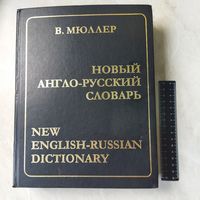 В. МЮЛЛЕР
НОВЫЙ
АНГЛО-РУССКИЙ
СЛОВАРЬ
NEW
ENGLISH-RUSSIAN
DICTIONARY